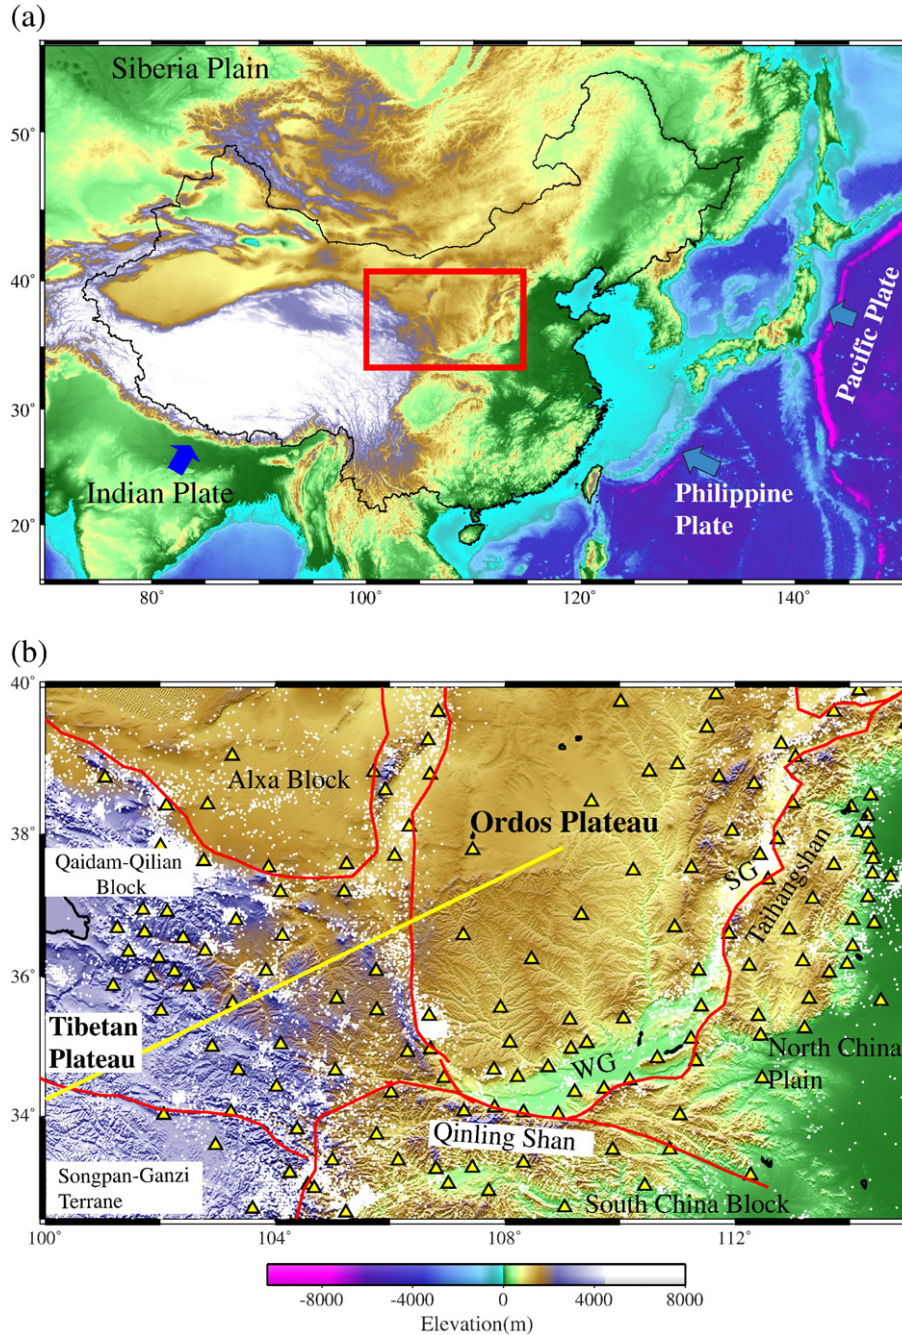 (a)
Siberia Plain
50°
40°
30°
20°
Pacific Plate
Indian Plate
Philippine
Plate
80°
100°
120°
140°
(b)
40°
Alxa Block
Ordos Plateau
38°
Qaidam-Qilian
Block
SG
Taihangshan
36°
Tibetan
Plateau
WG
North China
Plain
34°
Qinling Shan
Songpan-Ganzi
Terrane
South China Block
100
104
108
112
-8000
-4000
0
4000
8000
Elevation(m)